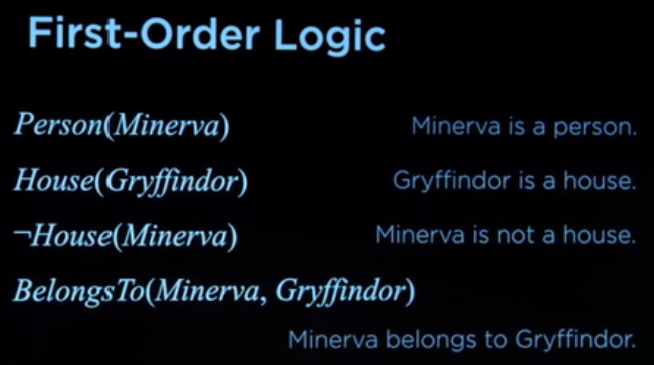 First-Order Logic
Person(Minerva) Minerva is a person.
House(Gryffindor) Gryffindor is a house.
¬House(Minerva) Minerva is not a house.
BelongsTo(Minerva, Gryffindor)
Minerva belongs to Gryffindor.